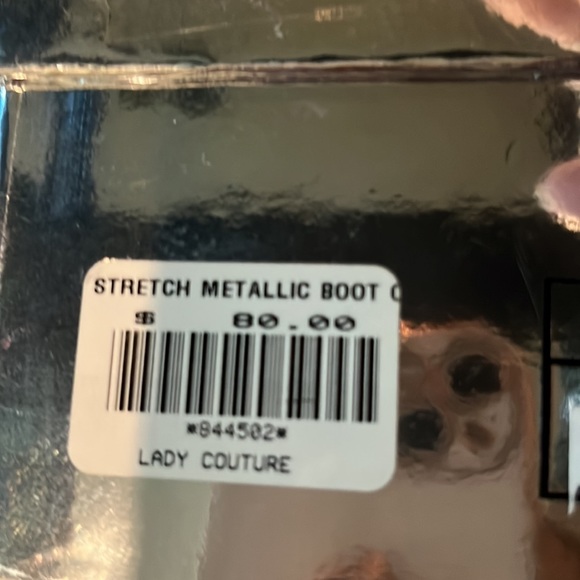 STRETCH METALLIC BOOT C
$ 80.00
*844502*
LADY COUTURE